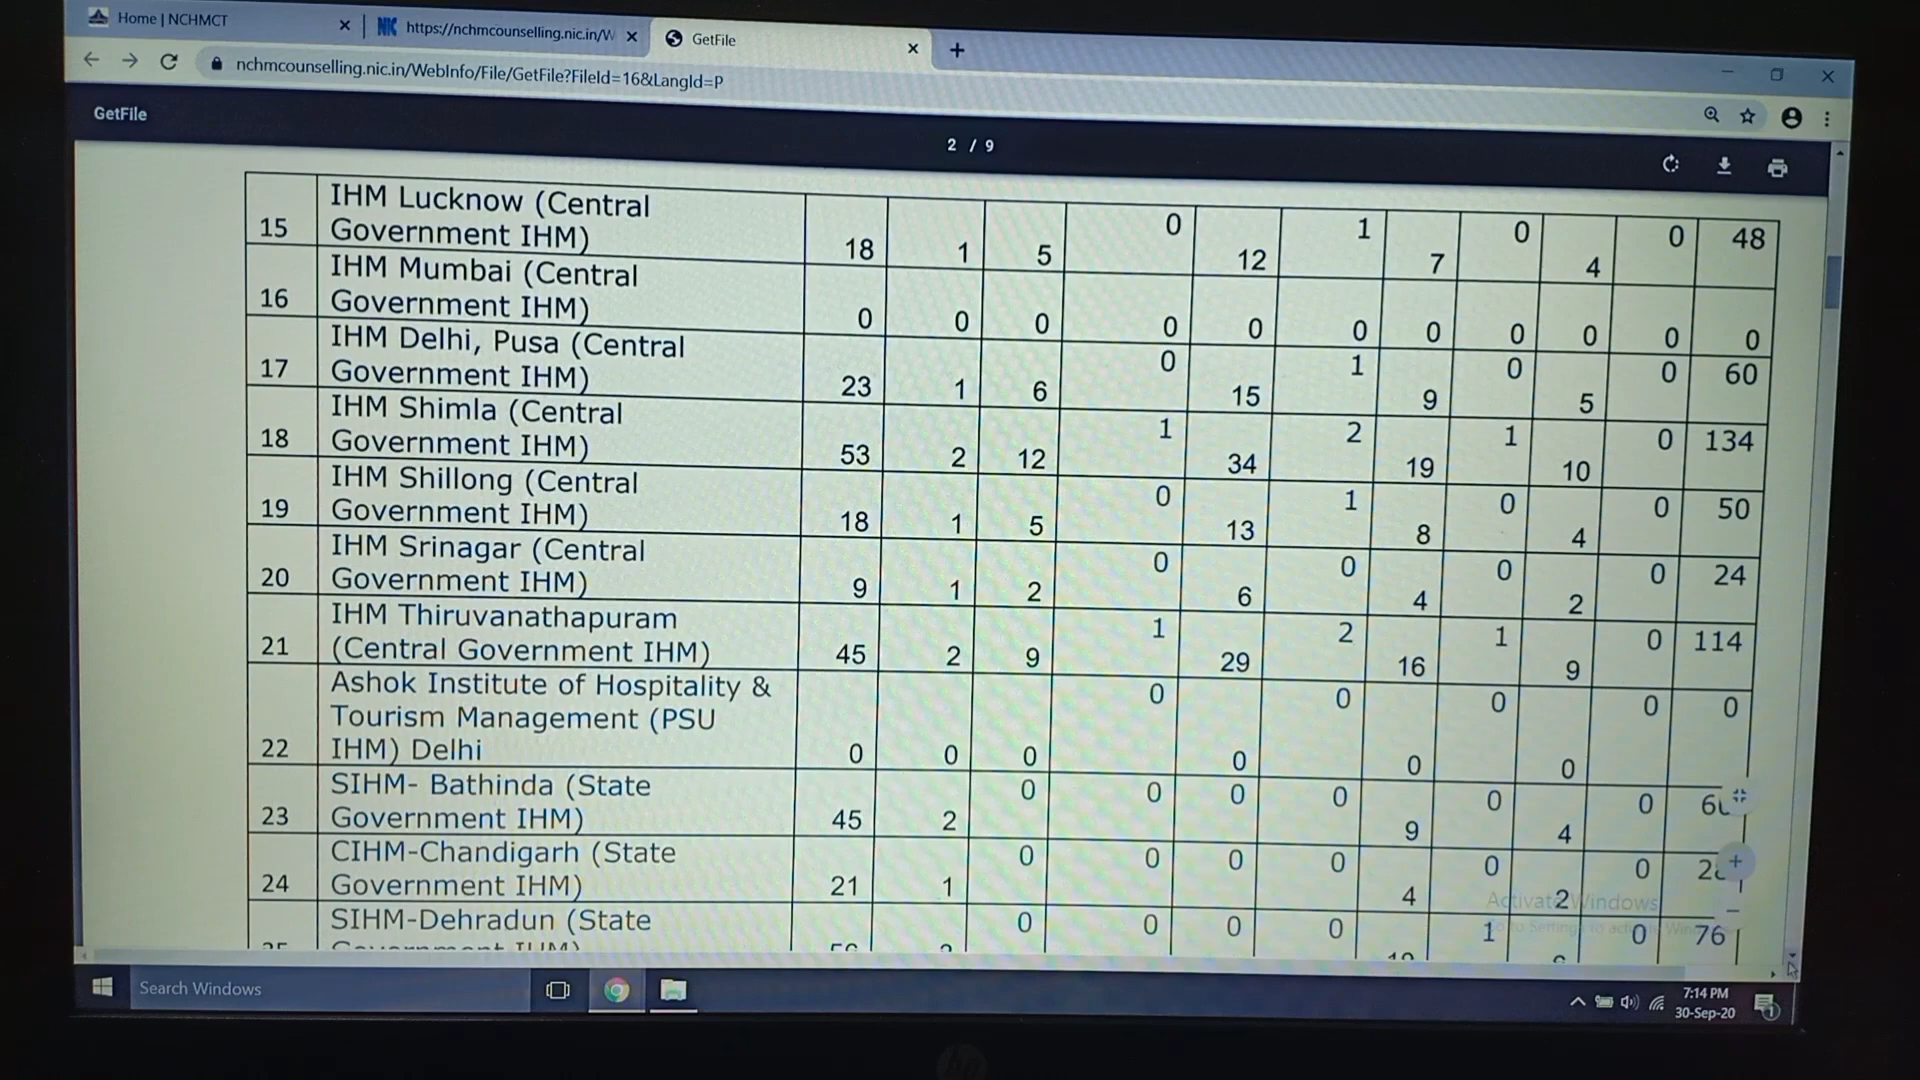 Home | NCHMCT
NIC https://nchmcounselling.nic.in/W
GetFile
nchmcounselling.nic.in/WebInfo/File/GetFile?FileId=16&LangId=P
GetFile
2 / 9
15 IHM Lucknow (Central Government IHM) 18 1 5 0 12 1 7 0 4 0 48
16 IHM Mumbai (Central Government IHM) 0 0 0 0 0 0 0 0 0 0 0
17 IHM Delhi, Pusa (Central Government IHM) 23 1 6 0 15 1 9 0 5 0 60
18 IHM Shimla (Central Government IHM) 53 2 12 1 34 2 19 1 10 0 134
19 IHM Shillong (Central Government IHM) 18 1 5 0 13 1 8 0 4 0 50
20 IHM Srinagar (Central Government IHM) 9 1 2 0 6 0 4 0 2 0 24
21 IHM Thiruvanathapuram (Central Government IHM) 45 2 9 1 29 2 16 1 9 0 114
22 Ashok Institute of Hospitality & Tourism Management (PSU IHM) Delhi 0 0 0 0 0 0 0 0 0 0 0
23 SIHM- Bathinda (State Government IHM) 45 2 0 0 0 0 9 0 4 0
24 CIHM-Chandigarh (State Government IHM) 21 1 0 0 0 0 4 0 2 0
SIHM-Dehradun (State 0 0 0 0 1 0 76
Activate Windows
Search Windows
7:14 PM
30-Sep-20
hp